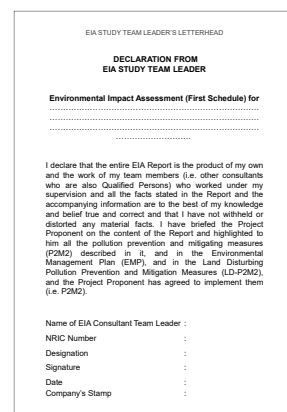 EIA STUDY TEAM LEADER'S LETTERHEAD
DECLARATION FROM
EIA STUDY TEAM LEADER
Environmental Impact Assessment (First Schedule) for
..........................................................................
..........................................................................
..........................................................................
...........................
I declare that the entire EIA Report is the product of my own
and the work of my team members (i.e. other consultants
who are also Qualified Persons) who worked under my
supervision and all the facts stated in the Report and the
accompanying information are to the best of my knowledge
and belief true and correct and that I have not withheld or
distorted any material facts. I have briefed the Project
Proponent on the content of the Report and highlighted to
him all the pollution prevention and mitigating measures
(P2M2) described in it, and in the Environmental
Management Plan (EMP), and in the Land Disturbing
Pollution Prevention and Mitigation Measures (LD-P2M2),
and the Project Proponent has agreed to implement them
(i.e. P2M2).
Name of EIA Consultant Team Leader :
NRIC Number :
Designation :
Signature :
Date :
Company's Stamp :